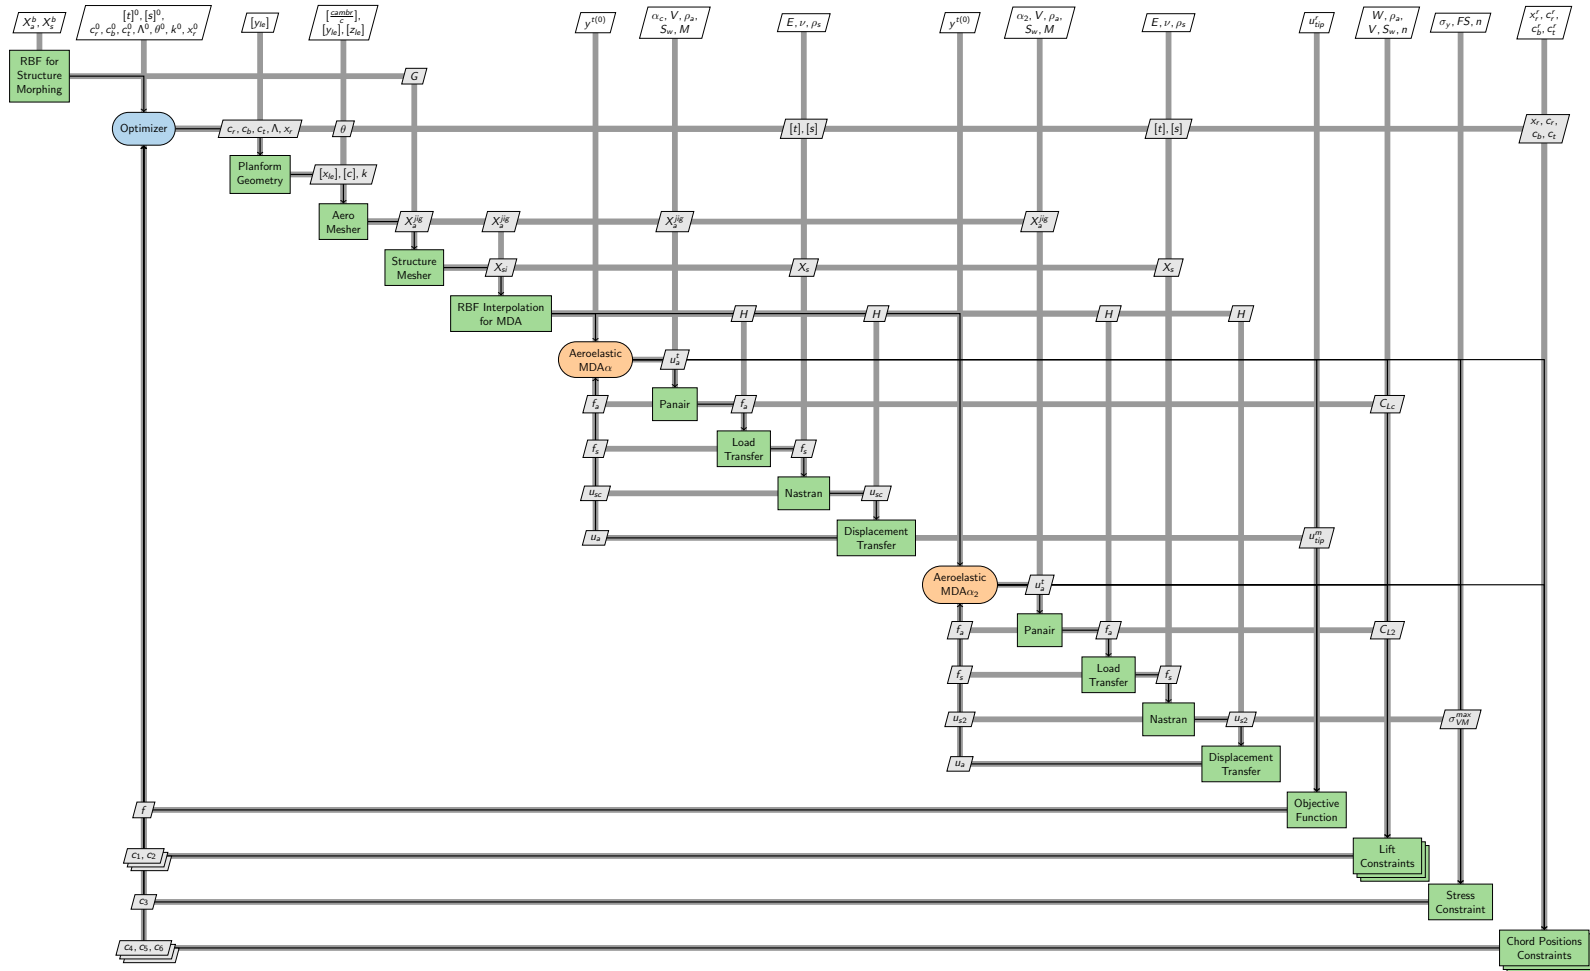 X_a^b, X_s^b
[t]^0, [s]^0,
c_r^0, c_b^0, c_t^0, Λ^0, θ^0, k^0, x_r^0
[y_le]
[cambr/c],
[y_le], [z_le]
y^t(0)
α_c, V, ρ_a,
S_w, M
E, ν, ρ_s
y^t(0)
α_2, V, ρ_a,
S_w, M
E, ν, ρ_s
u_tip^r
W, ρ_a,
V, S_w, n
σ_y, FS, n
x_r^r, c_r^r,
c_b^r, c_t^r
RBF for
Structure
Morphing
G
Optimizer
c_r, c_b, c_t, Λ, x_r
θ
[t], [s]
[t], [s]
x_r, c_r,
c_b, c_t
Planform
Geometry
[x_le], [c], k
Aero
Mesher
X_a^jig
X_a^jig
X_a^jig
X_a^jig
Structure
Mesher
X_si
X_s
X_s
RBF Interpolation
for MDA
H
H
H
H
Aeroelastic
MDAα
u_a^t
f_a
Panair
f_a
C_Lc
f_s
Load
Transfer
f_s
u_sc
Nastran
u_sc
u_a
Displacement
Transfer
u_tip^m
Aeroelastic
MDAα_2
u_a^t
f_a
Panair
f_a
C_L2
f_s
Load
Transfer
f_s
u_s2
Nastran
u_s2
σ_VM^max
u_a
Displacement
Transfer
f
Objective
Function
c_1, c_2
Lift
Constraints
c_3
Stress
Constraint
c_4, c_5, c_6
Chord Positions
Constraints